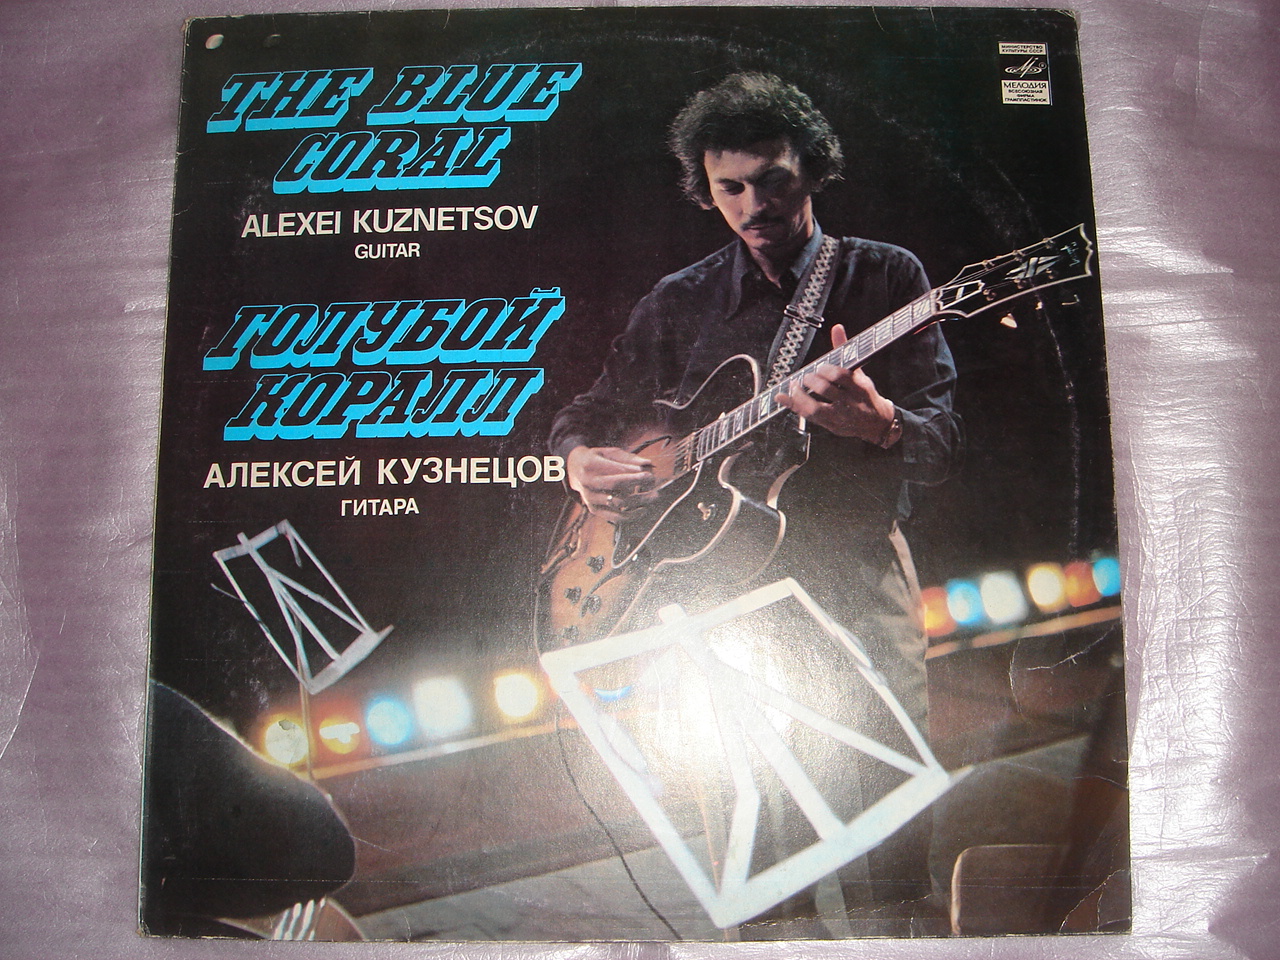 THE BLUE
CORAL
ALEXEI KUZNETSOV
GUITAR
ГОЛУБОЙ
КОРАЛЛ
АЛЕКСЕЙ КУЗНЕЦОВ
ГИТАРА
МИНИСТЕРСТВО
КУЛЬТУРЫ СССР
МЕЛОДИЯ
ВСЕСОЮЗНАЯ
ФИРМА
ГРАМПЛАСТИНОК